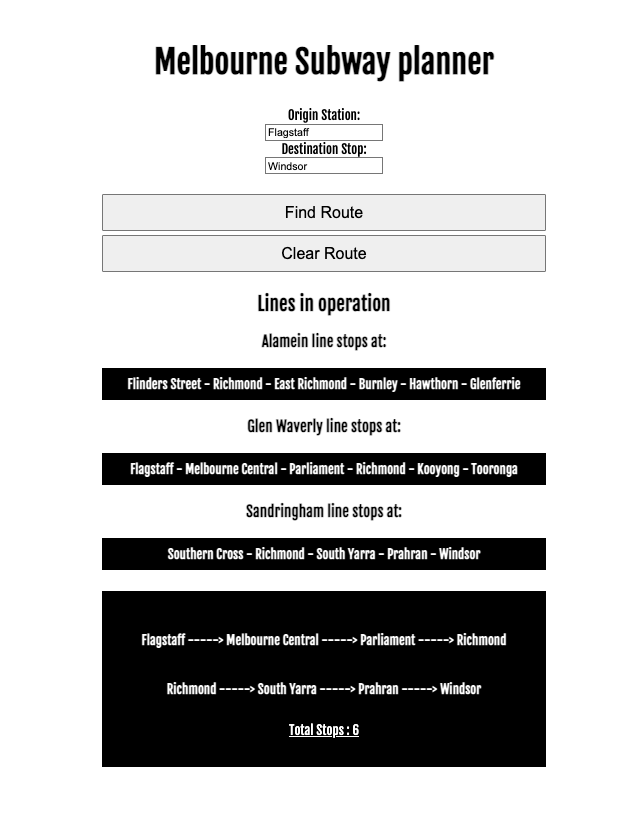 Melbourne Subway planner
Origin Station:
Flagstaff
Destination Stop:
Windsor
Find Route
Clear Route
Lines in operation
Alamein line stops at:
Flinders Street - Richmond - East Richmond - Burnley - Hawthorn - Glenferrie
Glen Waverly line stops at:
Flagstaff - Melbourne Central - Parliament - Richmond - Kooyong - Tooronga
Sandringham line stops at:
Southern Cross - Richmond - South Yarra - Prahran - Windsor
Flagstaff -----> Melbourne Central -----> Parliament -----> Richmond
Richmond -----> South Yarra -----> Prahran -----> Windsor
Total Stops : 6